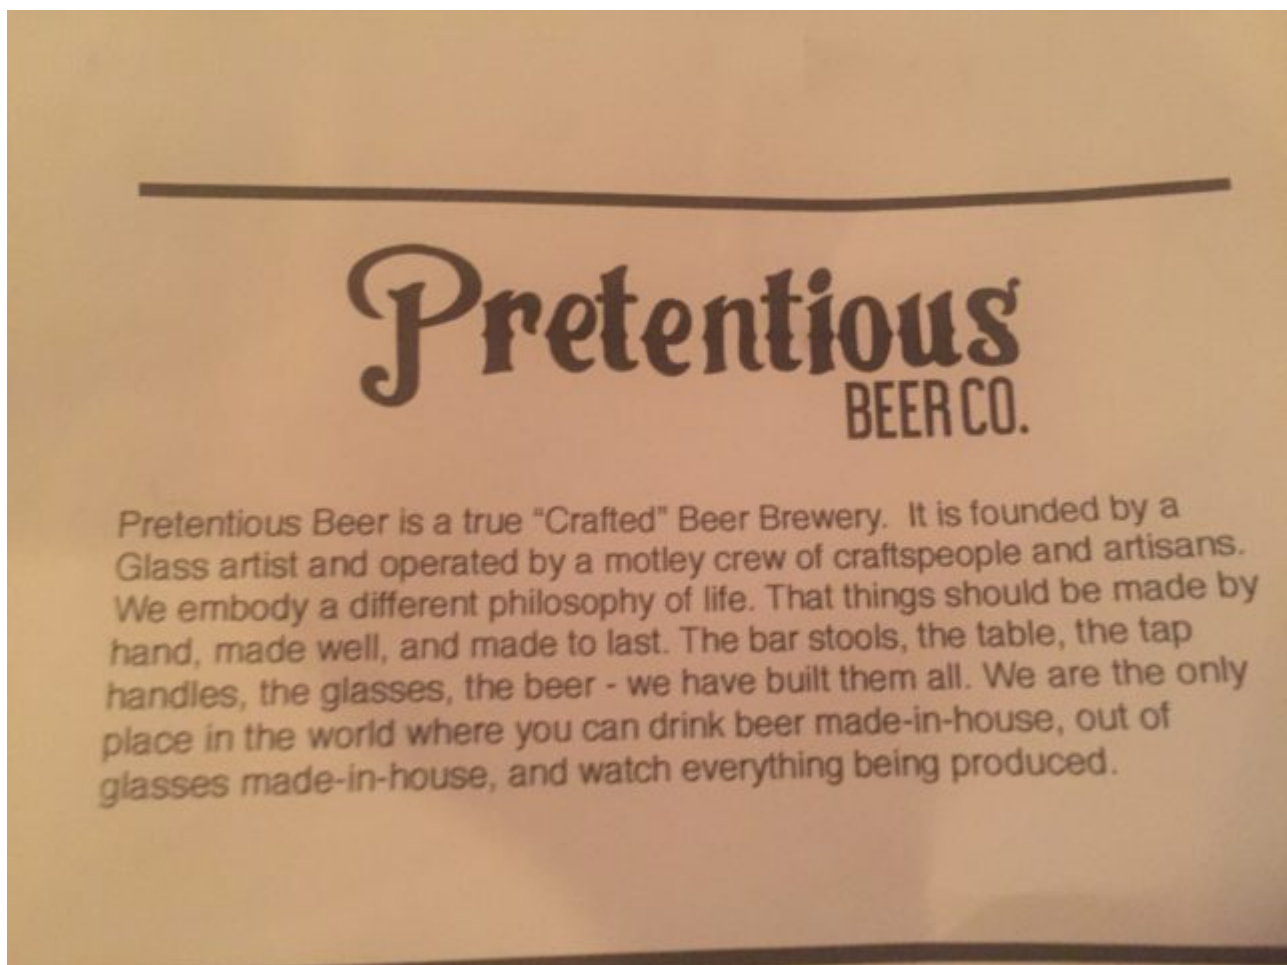 Pretentious
BEER CO.
Pretentious Beer is a true “Crafted” Beer Brewery. It is founded by a
Glass artist and operated by a motley crew of craftspeople and artisans.
We embody a different philosophy of life. That things should be made by
hand, made well, and made to last. The bar stools, the table, the tap
handles, the glasses, the beer - we have built them all. We are the only
place in the world where you can drink beer made-in-house, out of
glasses made-in-house, and watch everything being produced.